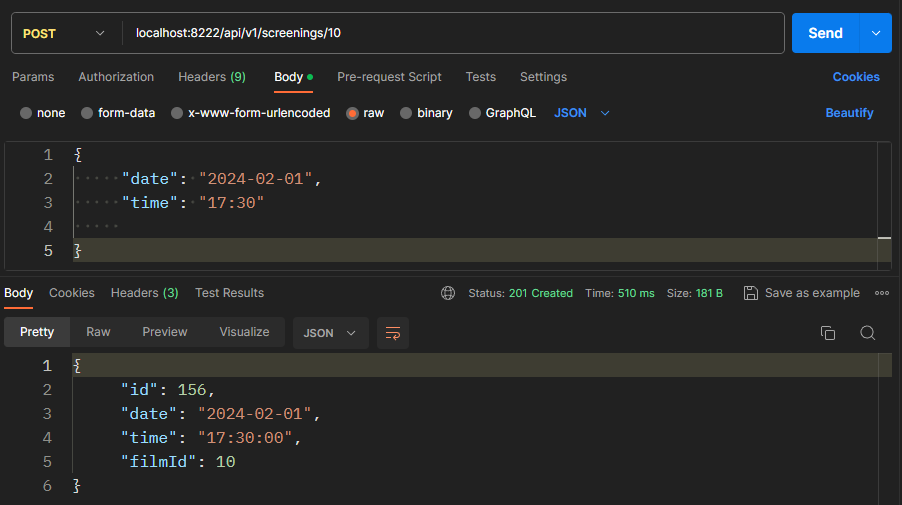 POST localhost:8222/api/v1/screenings/10 Send
Params Authorization Headers (9) Body Pre-request Script Tests Settings Cookies
none form-data x-www-form-urlencoded raw binary GraphQL JSON Beautify
1 {
2 "date": "2024-02-01",
3 "time": "17:30"
4
5 }
Body Cookies Headers (3) Test Results Status: 201 Created Time: 510 ms Size: 181 B Save as example
Pretty Raw Preview Visualize JSON
1 {
2 "id": 156,
3 "date": "2024-02-01",
4 "time": "17:30:00",
5 "filmId": 10
6 }